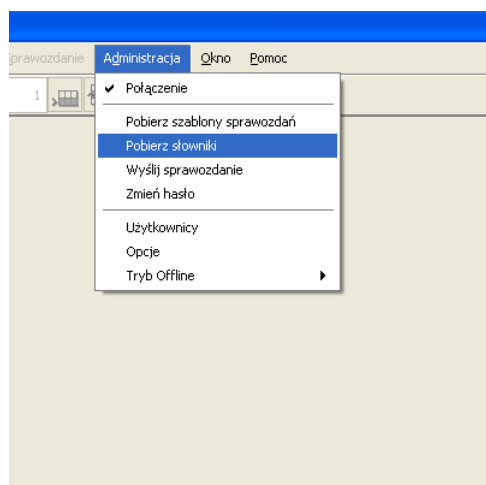 Sprawozdanie Administracja Okno Pomoc
1
Połączenie
Pobierz szablony sprawozdań
Pobierz słowniki
Wyślij sprawozdanie
Zmień hasło
Użytkownicy
Opcje
Tryb Offline